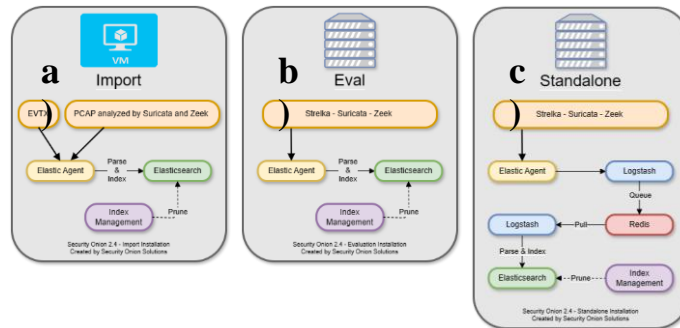 VM
a
Import
)
EVTX
PCAP analyzed by Suricata and Zeek
Elastic Agent
Parse
&
Index
Elasticsearch
Index
Management
Prune
Security Onion 2.4 - Import Installation
Created by Security Onion Solutions
b
Eval
)
Strelka - Suricata - Zeek
Elastic Agent
Parse
&
Index
Elasticsearch
Index
Management
Prune
Security Onion 2.4 - Evaluation Installation
Created by Security Onion Solutions
c
Standalone
)
Strelka - Suricata - Zeek
Elastic Agent
Logstash
Queue
Logstash
Pull
Redis
Parse & Index
Elasticsearch
Prune
Index
Management
Security Onion 2.4 - Standalone Installation
Created by Security Onion Solutions